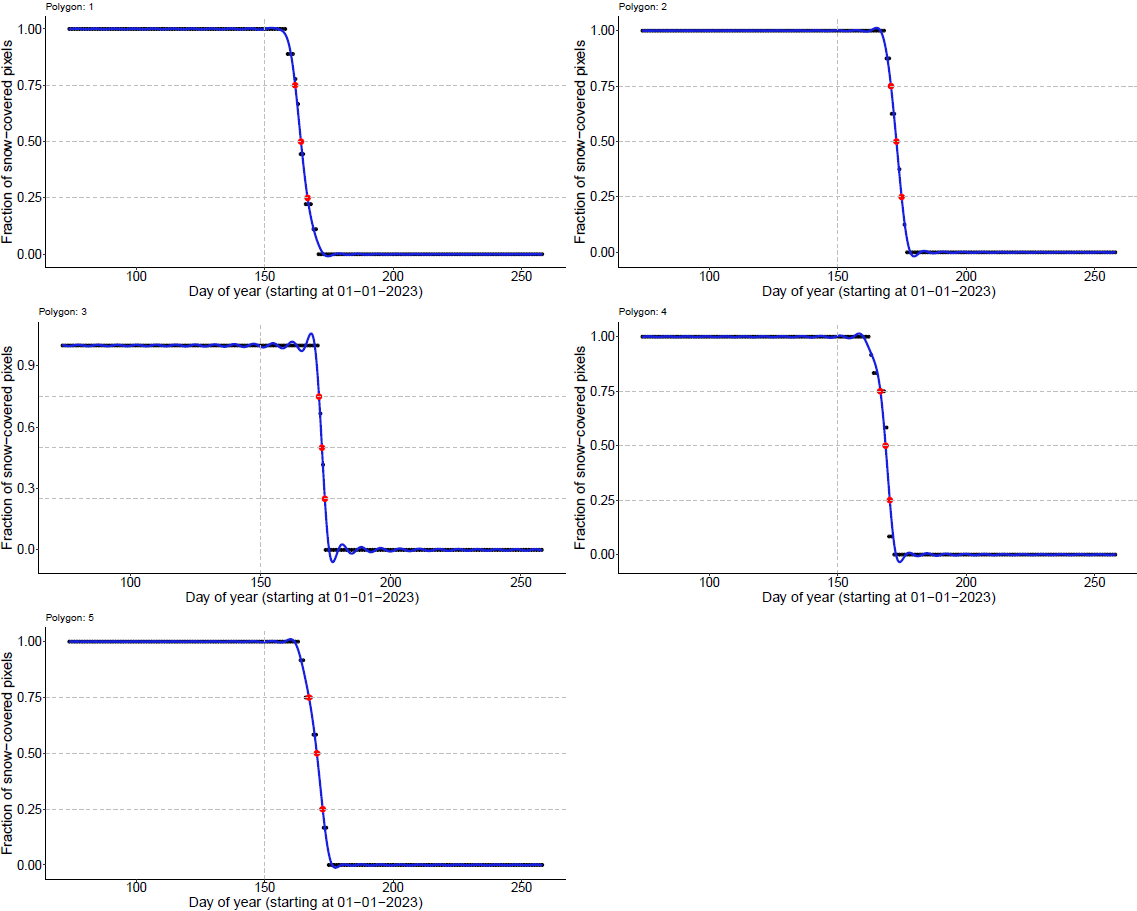 Polygon: 1
Fraction of snow−covered pixels
1.00
0.75
0.50
0.25
0.00
100 150 200 250
Day of year (starting at 01−01−2023)
Polygon: 2
Fraction of snow−covered pixels
1.00
0.75
0.50
0.25
0.00
100 150 200 250
Day of year (starting at 01−01−2023)
Polygon: 3
Fraction of snow−covered pixels
0.9
0.6
0.3
0.0
100 150 200 250
Day of year (starting at 01−01−2023)
Polygon: 4
Fraction of snow−covered pixels
1.00
0.75
0.50
0.25
0.00
100 150 200 250
Day of year (starting at 01−01−2023)
Polygon: 5
Fraction of snow−covered pixels
1.00
0.75
0.50
0.25
0.00
100 150 200 250
Day of year (starting at 01−01−2023)